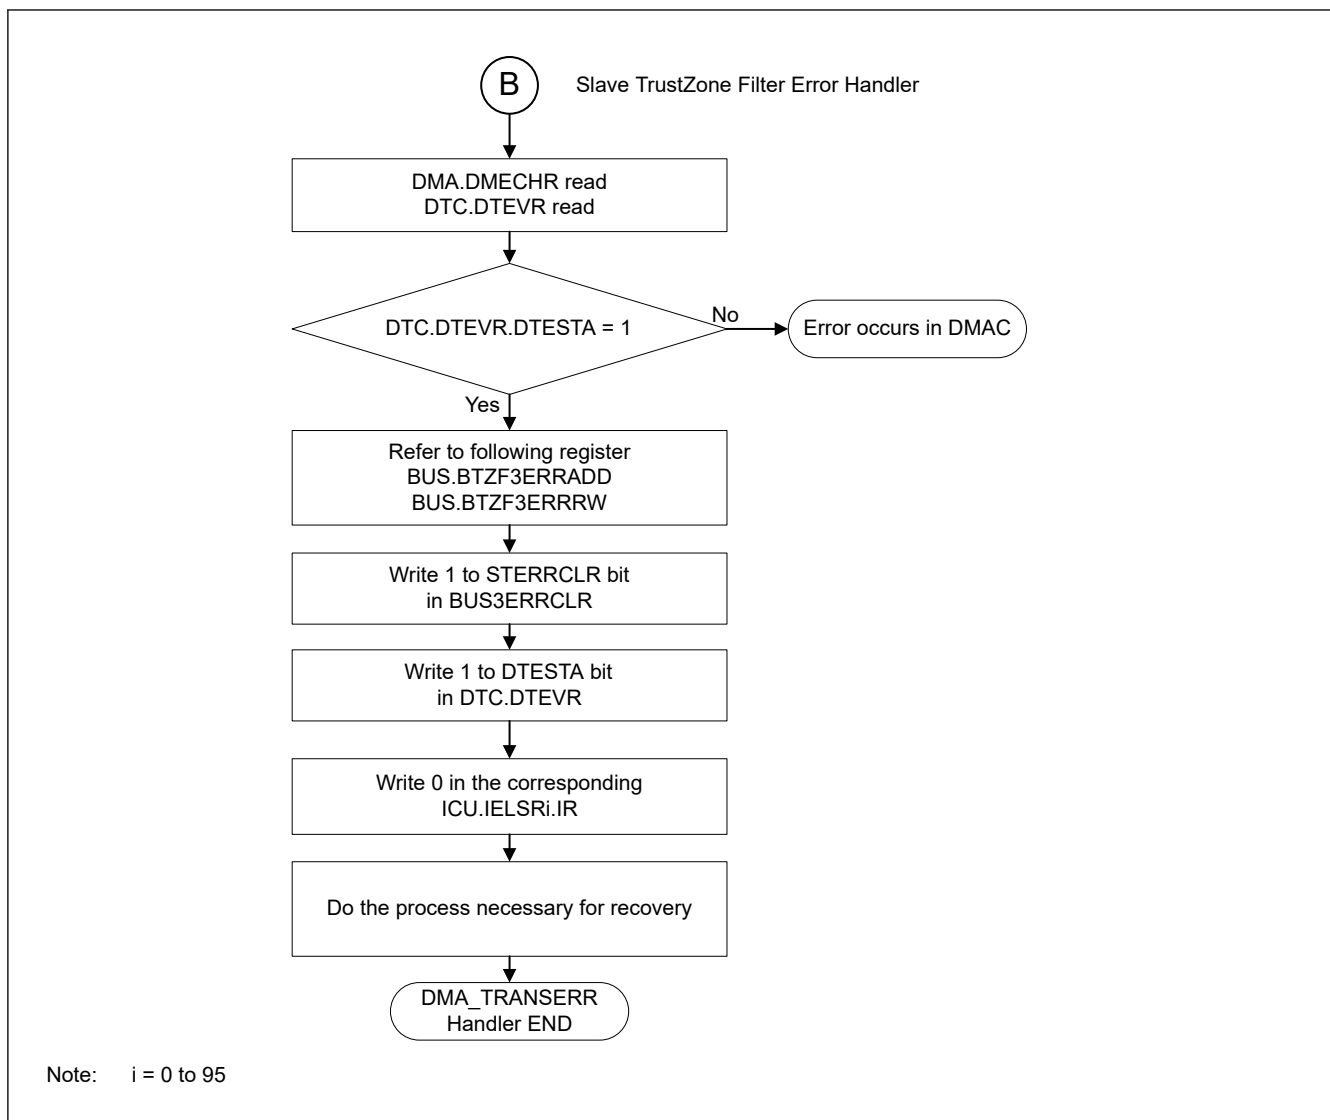 B
Slave TrustZone Filter Error Handler
DMA.DMECHR read
DTC.DTEVR read
DTC.DTEVR.DTESTA = 1
No
Error occurs in DMAC
Yes
Refer to following register
BUS.BTZF3ERRADD
BUS.BTZF3ERRRW
Write 1 to STERRCLR bit
in BUS3ERRCLR
Write 1 to DTESTA bit
in DTC.DTEVR
Write 0 in the corresponding
ICU.IELSRi.IR
Do the process necessary for recovery
DMA_TRANSERR
Handler END
Note: i = 0 to 95